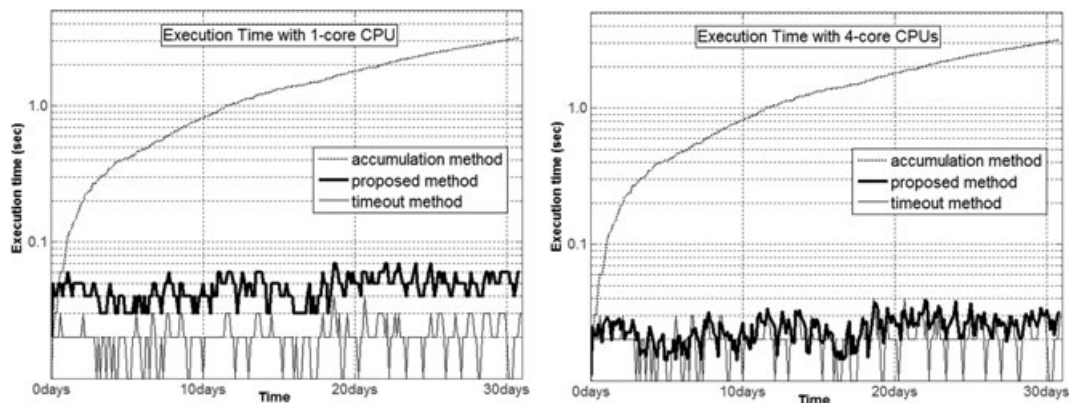 Execution Time with 1-core CPU
Execution time (sec)
1.0
0.1
accumulation method
proposed method
timeout method
0days
10days
20days
30days
Time
Execution Time with 4-core CPUs
Execution time (sec)
1.0
0.1
accumulation method
proposed method
timeout method
0days
10days
20days
30days
Time